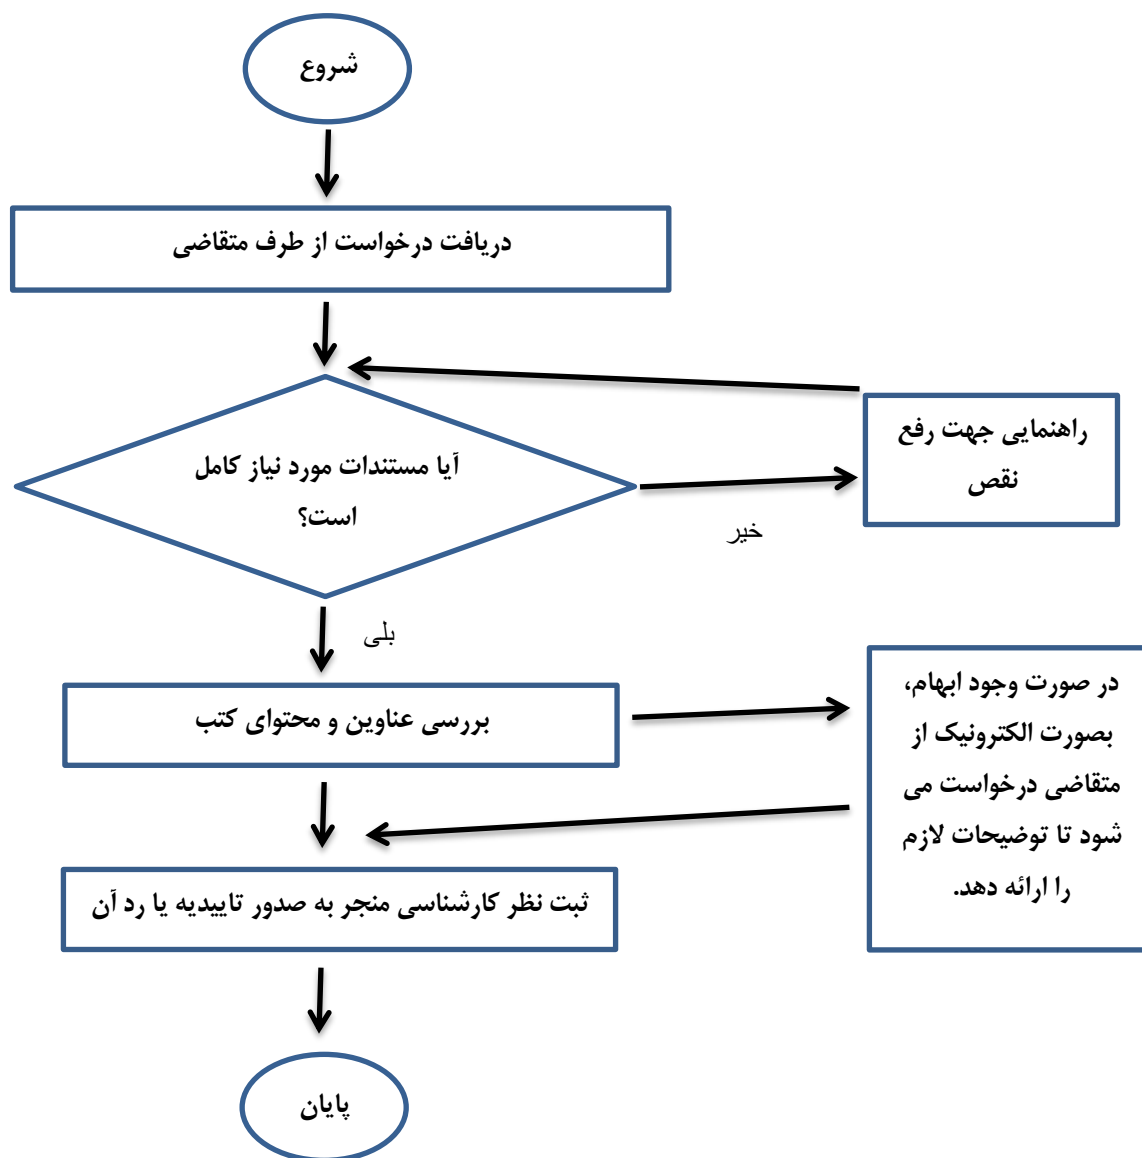 شروع
دریافت درخواست از طرف متقاضی
آیا مستندات مورد نیاز کامل
است؟
راهنمایی جهت رفع
نقص
خیر
بلی
بررسی عناوین و محتوای کتب
در صورت وجود ابهام،
بصورت الکترونیک از
متقاضی درخواست می
شود تا توضیحات لازم
را ارائه دهد.
ثبت نظر کارشناسی منجر به صدور تاییدیه یا رد آن
پایان